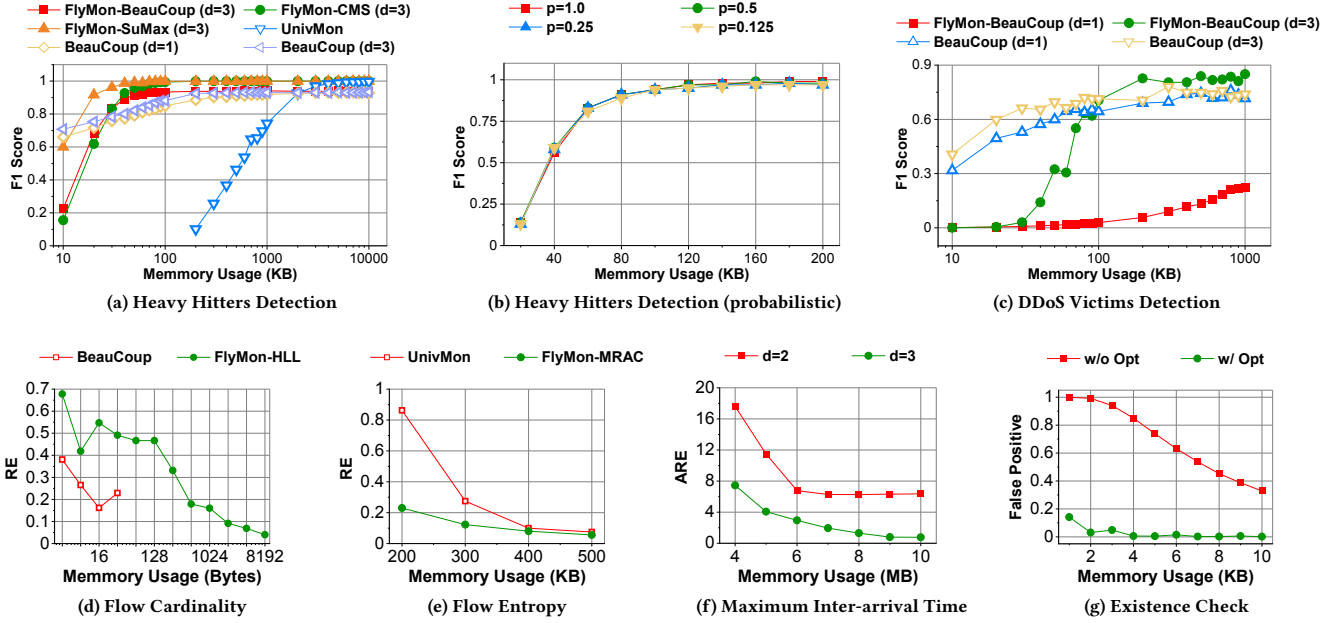 FlyMon-BeauCoup (d=3) FlyMon-CMS (d=3)
FlyMon-SuMax (d=3) UnivMon
BeauCoup (d=1) BeauCoup (d=3)
F1 Score
1
0.8
0.6
0.4
0.2
0
10 100 1000 10000
Memmory Usage (KB)
(a) Heavy Hitters Detection
p=1.0 p=0.5
p=0.25 p=0.125
F1 Score
1
0.75
0.5
0.25
0
40 80 120 160 200
Memmory Usage (KB)
(b) Heavy Hitters Detection (probabilistic)
FlyMon-BeauCoup (d=1) FlyMon-BeauCoup (d=3)
BeauCoup (d=1) BeauCoup (d=3)
F1 Score
0.9
0.6
0.3
0
10 100 1000
Memmory Usage (KB)
(c) DDoS Victims Detection
BeauCoup FlyMon-HLL
RE
0.7
0.6
0.5
0.4
0.3
0.2
0.1
0
16 128 1024 8192
Memmory Usage (Bytes)
(d) Flow Cardinality
UnivMon FlyMon-MRAC
RE
1
0.8
0.6
0.4
0.2
0
200 300 400 500
Memmory Usage (KB)
(e) Flow Entropy
d=2 d=3
ARE
20
16
12
8
4
0
4 6 8 10
Memmory Usage (MB)
(f) Maximum Inter-arrival Time
w/o Opt w/ Opt
False Positive
1
0.8
0.6
0.4
0.2
0
2 4 6 8 10
Memmory Usage (KB)
(g) Existence Check